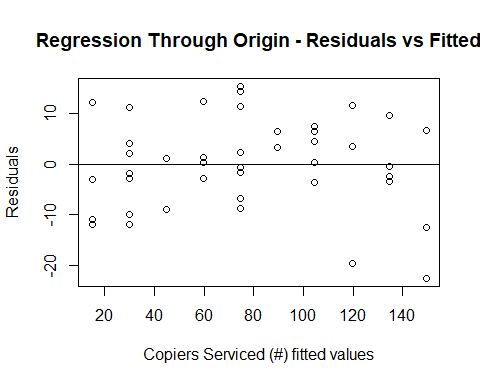 Regression Through Origin - Residuals vs Fitted
Residuals
10
0
-10
-20
20 40 60 80 100 120 140
Copiers Serviced (#) fitted values